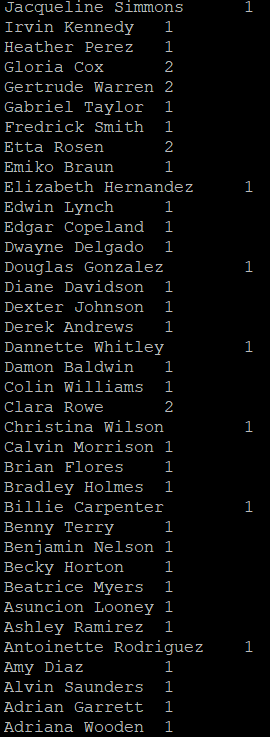 Jacqueline Simmons 1
Irvin Kennedy 1
Heather Perez 1
Gloria Cox 2
Gertrude Warren 2
Gabriel Taylor 1
Fredrick Smith 1
Etta Rosen 2
Emiko Braun 1
Elizabeth Hernandez 1
Edwin Lynch 1
Edgar Copeland 1
Dwayne Delgado 1
Douglas Gonzalez 1
Diane Davidson 1
Dexter Johnson 1
Derek Andrews 1
Dannette Whitley 1
Damon Baldwin 1
Colin Williams 1
Clara Rowe 2
Christina Wilson 1
Calvin Morrison 1
Brian Flores 1
Bradley Holmes 1
Billie Carpenter 1
Benny Terry 1
Benjamin Nelson 1
Becky Horton 1
Beatrice Myers 1
Asuncion Looney 1
Ashley Ramirez 1
Antoinette Rodriguez 1
Amy Diaz 1
Alvin Saunders 1
Adrian Garrett 1
Adriana Wooden 1